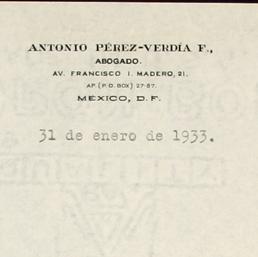 ANTONIO PÉREZ-VERDÍA F.,
ABOGADO.
AV. FRANCISCO I. MADERO, 21.
AP. (P. O. BOX) 27-87.
MEXICO, D. F.
31 de enero de 1933.